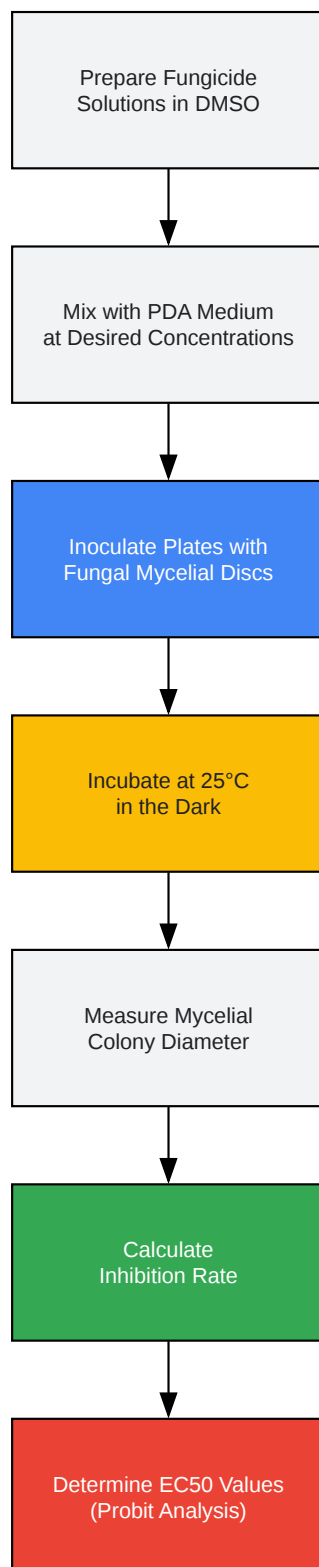 Prepare Fungicide
Solutions in DMSO
Mix with PDA Medium
at Desired Concentrations
Inoculate Plates with
Fungal Mycelial Discs
Incubate at 25°C
in the Dark
Measure Mycelial
Colony Diameter
Calculate
Inhibition Rate
Determine EC50 Values
(Probit Analysis)